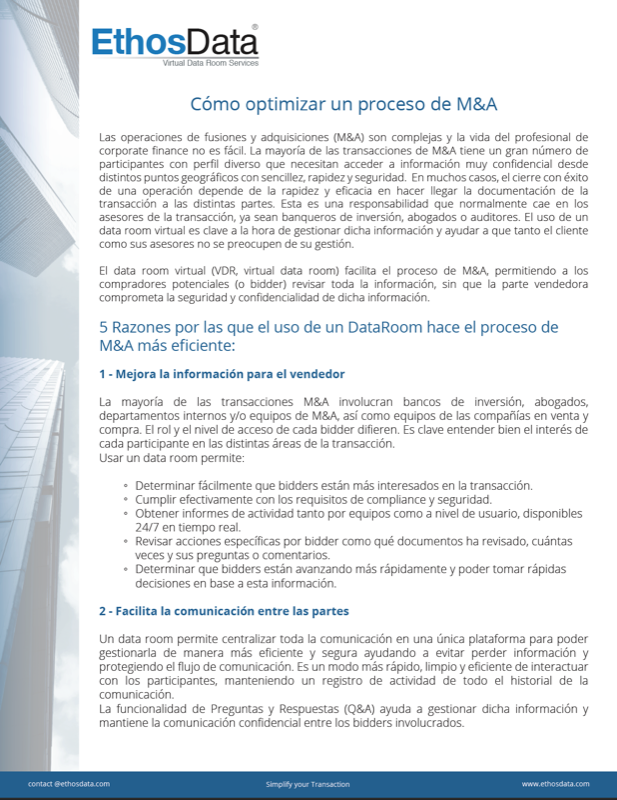 EthosData®
Virtual Data Room Services
Cómo optimizar un proceso de M&A
Las operaciones de fusiones y adquisiciones (M&A) son complejas y la vida del profesional de
corporate finance no es fácil. La mayoría de las transacciones de M&A tiene un gran número de
participantes con perfil diverso que necesitan acceder a información muy confidencial desde
distintos puntos geográficos con sencillez, rapidez y seguridad. En muchos casos, el cierre con éxito
de una operación depende de la rapidez y eficacia en hacer llegar la documentación de la
transacción a las distintas partes. Esta es una responsabilidad que normalmente cae en los
asesores de la transacción, ya sean banqueros de inversión, abogados o auditores. El uso de un
data room virtual es clave a la hora de gestionar dicha información y ayudar a que tanto el cliente
como sus asesores no se preocupen de su gestión.
El data room virtual (VDR, virtual data room) facilita el proceso de M&A, permitiendo a los
compradores potenciales (o bidder) revisar toda la información, sin que la parte vendedora
comprometa la seguridad y confidencialidad de dicha información.
5 Razones por las que el uso de un DataRoom hace el proceso de
M&A más eficiente:
1 - Mejora la información para el vendedor
La mayoría de las transacciones M&A involucran bancos de inversión, abogados,
departamentos internos y/o equipos de M&A, así como equipos de las compañías en venta y
compra. El rol y el nivel de acceso de cada bidder difieren. Es clave entender bien el interés de
cada participante en las distintas áreas de la transacción.
Usar un data room permite:
° Determinar fácilmente que bidders están más interesados en la transacción.
° Cumplir efectivamente con los requisitos de compliance y seguridad.
° Obtener informes de actividad tanto por equipos como a nivel de usuario, disponibles
24/7 en tiempo real.
° Revisar acciones específicas por bidder como qué documentos ha revisado, cuántas
veces y sus preguntas o comentarios.
° Determinar que bidders están avanzando más rápidamente y poder tomar rápidas
decisiones en base a esta información.
2 - Facilita la comunicación entre las partes
Un data room permite centralizar toda la comunicación en una única plataforma para poder
gestionarla de manera más eficiente y segura ayudando a evitar perder información y
protegiendo el flujo de comunicación. Es un modo más rápido, limpio y eficiente de interactuar
con los participantes, manteniendo un registro de actividad de todo el historial de la
comunicación.
La funcionalidad de Preguntas y Respuestas (Q&A) ayuda a gestionar dicha información y
mantiene la comunicación confidencial entre los bidders involucrados.
contact @ethosdata.com
Simplify your Transaction
www.ethosdata.com